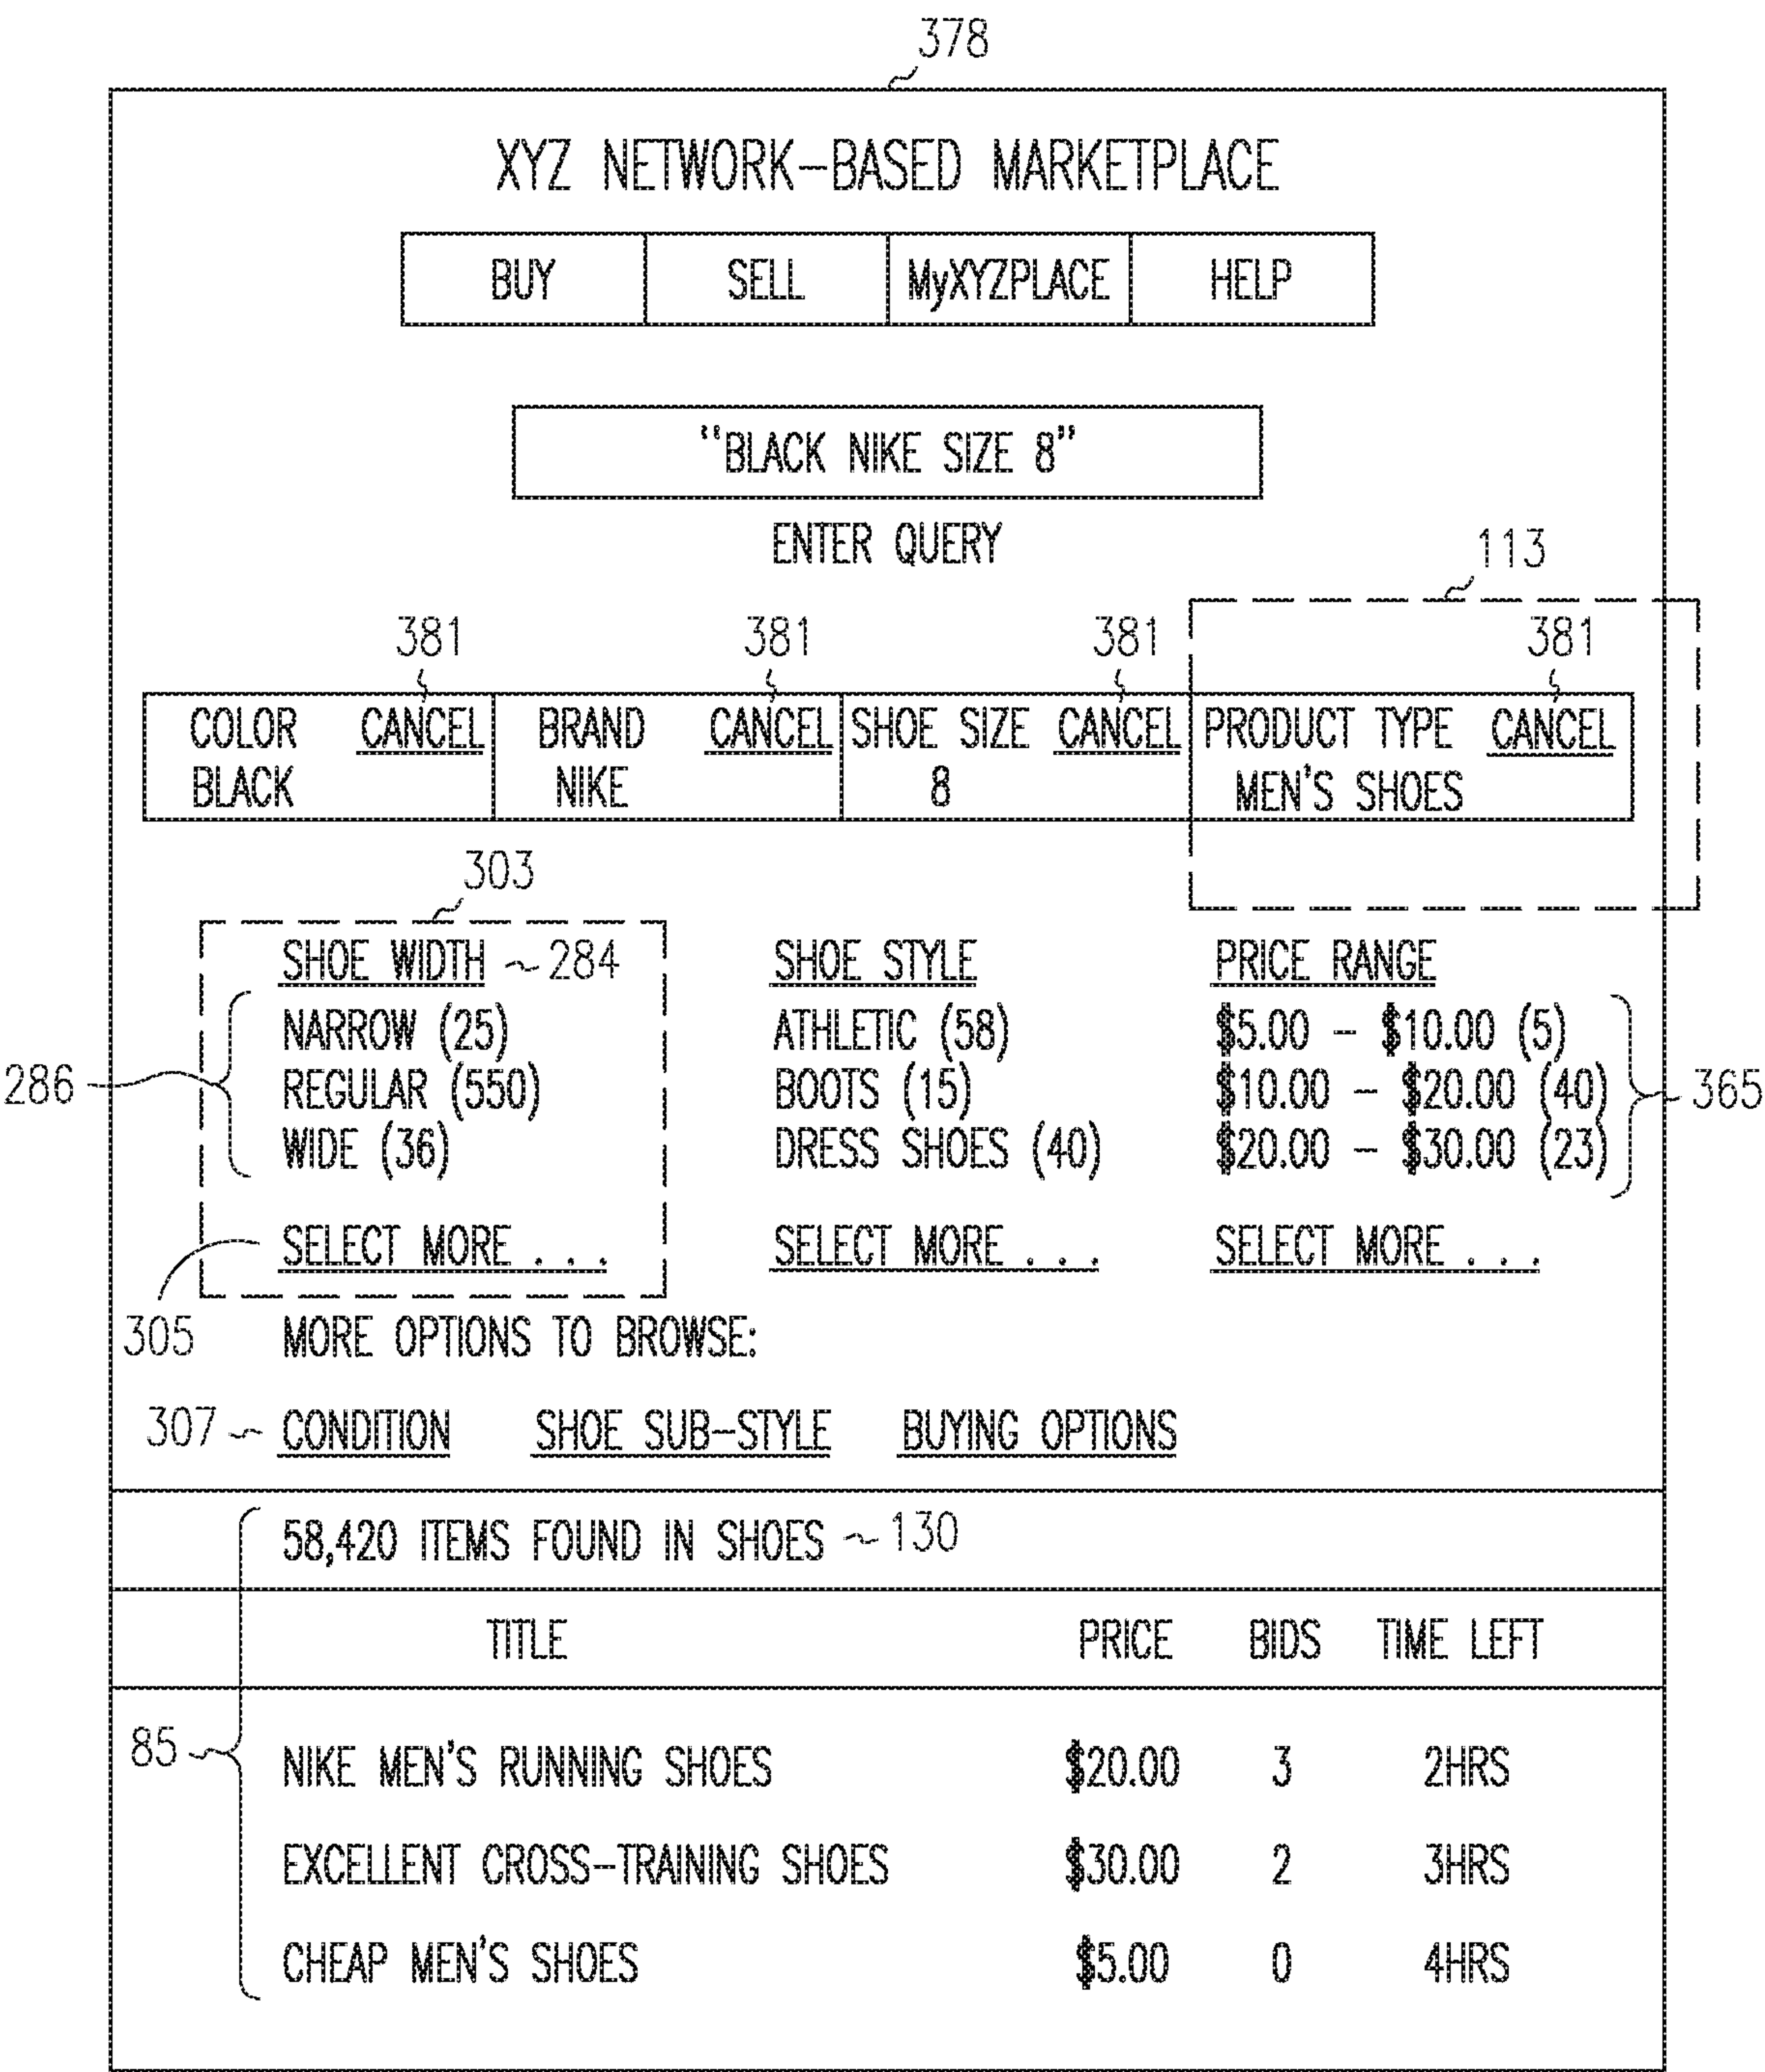 378
XYZ NETWORK-BASED MARKETPLACE
BUY SELL MyXYZPLACE HELP
"BLACK NIKE SIZE 8"
ENTER QUERY
113
381 381 381 381
COLOR CANCEL BRAND CANCEL SHOE SIZE CANCEL PRODUCT TYPE CANCEL
BLACK NIKE 8 MEN'S SHOES
303
SHOE WIDTH 284 SHOE STYLE PRICE RANGE
NARROW (25) ATHLETIC (58) $5.00 - $10.00 (5)
286 REGULAR (550) BOOTS (15) $10.00 - $20.00 (40) 365
WIDE (36) DRESS SHOES (40) $20.00 - $30.00 (23)
SELECT MORE . . . SELECT MORE . . . SELECT MORE . . .
305 MORE OPTIONS TO BROWSE:
307 CONDITION SHOE SUB-STYLE BUYING OPTIONS
58,420 ITEMS FOUND IN SHOES 130
TITLE PRICE BIDS TIME LEFT
85 NIKE MEN'S RUNNING SHOES $20.00 3 2HRS
EXCELLENT CROSS-TRAINING SHOES $30.00 2 3HRS
CHEAP MEN'S SHOES $5.00 0 4HRS